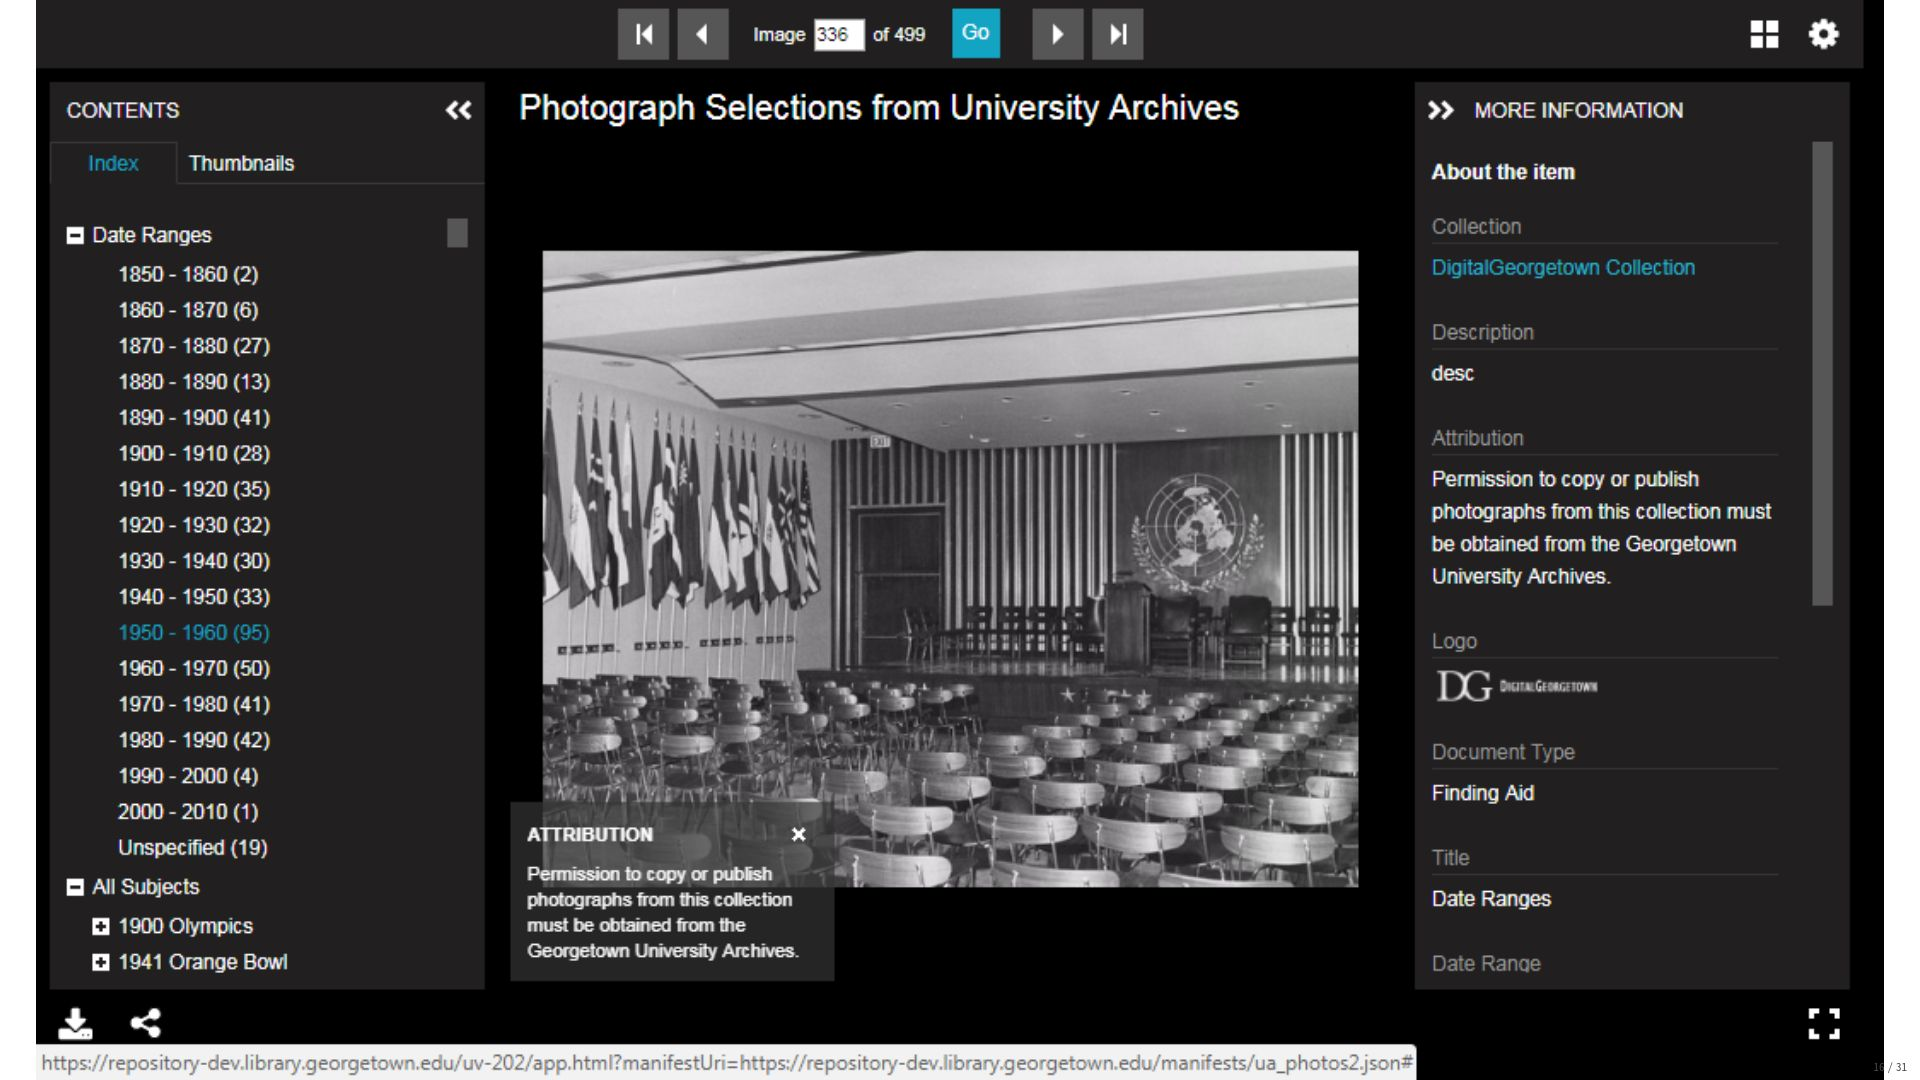 Image 336 of 499 Go
CONTENTS
Index Thumbnails
Date Ranges
1850 - 1860 (2)
1860 - 1870 (6)
1870 - 1880 (27)
1880 - 1890 (13)
1890 - 1900 (41)
1900 - 1910 (28)
1910 - 1920 (35)
1920 - 1930 (32)
1930 - 1940 (30)
1940 - 1950 (33)
1950 - 1960 (95)
1960 - 1970 (50)
1970 - 1980 (41)
1980 - 1990 (42)
1990 - 2000 (4)
2000 - 2010 (1)
Unspecified (19)
All Subjects
1900 Olympics
1941 Orange Bowl
Photograph Selections from University Archives
EXIT
ATTRIBUTION
Permission to copy or publish
photographs from this collection
must be obtained from the
Georgetown University Archives.
MORE INFORMATION
About the item
Collection
DigitalGeorgetown Collection
Description
desc
Attribution
Permission to copy or publish
photographs from this collection must
be obtained from the Georgetown
University Archives.
Logo
DG DIGITALGEORGETOWN
Document Type
Finding Aid
Title
Date Ranges
Date Range
https://repository-dev.library.georgetown.edu/uv-202/app.html?manifestUri=https://repository-dev.library.georgetown.edu/manifests/ua_photos2.json#
16 / 31